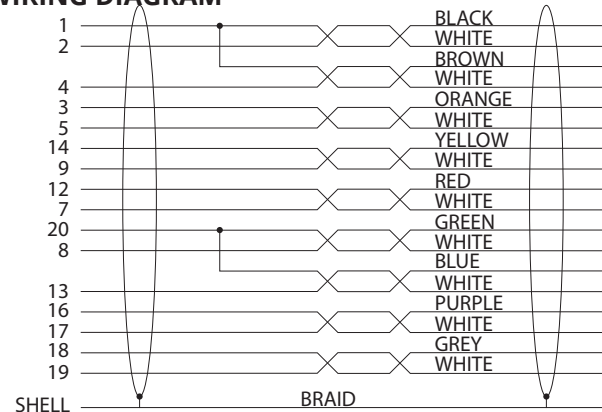 WIRING DIAGRAM
1 BLACK
2 WHITE
BROWN
4 WHITE
3 ORANGE
5 WHITE
14 YELLOW
9 WHITE
12 RED
7 WHITE
20 GREEN
8 WHITE
BLUE
13 WHITE
16 PURPLE
17 WHITE
18 GREY
19 WHITE
SHELL BRAID